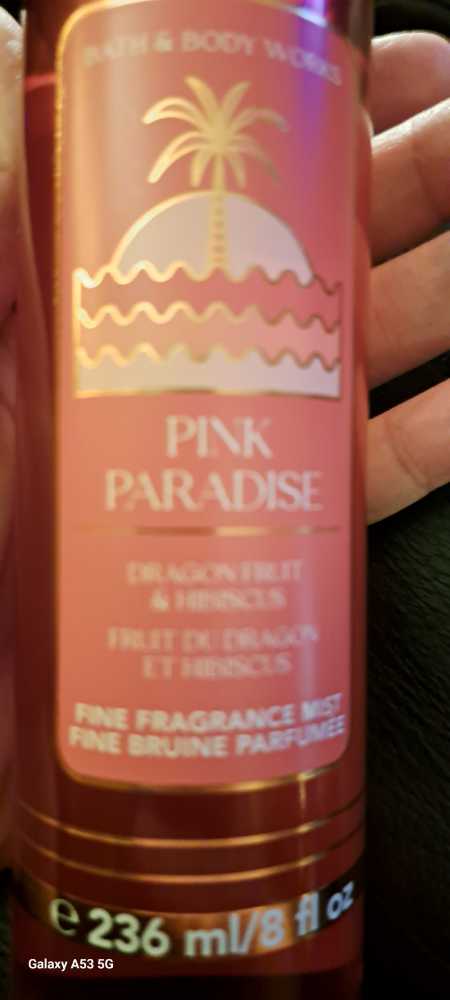 BATH & BODY WORKS
PINK
PARADISE
DRAGON FRUIT
& HIBISCUS
FRUIT DU DRAGON
ET HIBISCUS
FINE FRAGRANCE MIST
FINE BRUINE PARFUMÉE
e 236 ml/8 fl oz
Galaxy A53 5G